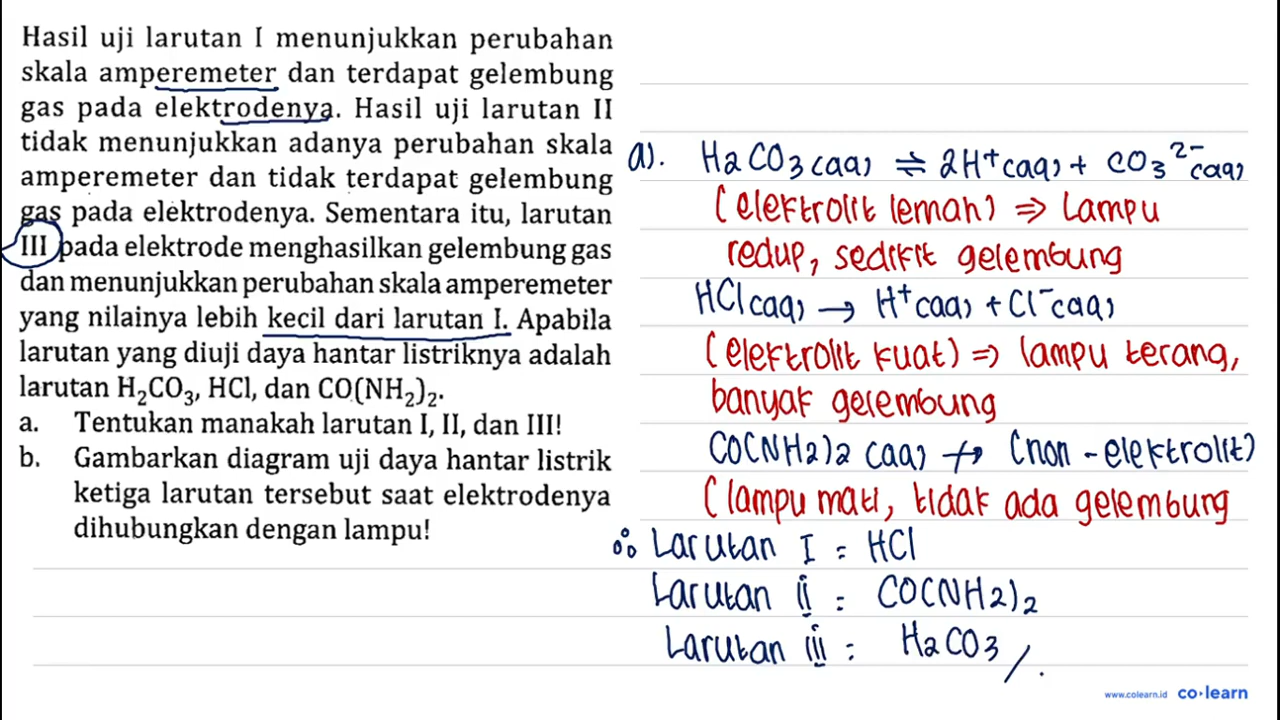 Hasil uji larutan I menunjukkan perubahan
skala amperemeter dan terdapat gelembung
gas pada elektrodenya. Hasil uji larutan II
tidak menunjukkan adanya perubahan skala
amperemeter dan tidak terdapat gelembung
gas pada elektrodenya. Sementara itu, larutan
III pada elektrode menghasilkan gelembung gas
dan menunjukkan perubahan skala amperemeter
yang nilainya lebih kecil dari larutan I. Apabila
larutan yang diuji daya hantar listriknya adalah
larutan H₂CO₃, HCl, dan CO(NH₂)₂.
a. Tentukan manakah larutan I, II, dan III!
b. Gambarkan diagram uji daya hantar listrik
ketiga larutan tersebut saat elektrodenya
dihubungkan dengan lampu!
a). H₂CO₃(aq) ⇌ 2H⁺(aq) + CO₃²⁻(aq)
(elektrolit lemah) ⇒ Lampu
redup, sedikit gelembung
HCl(aq) → H⁺(aq) + Cl⁻(aq)
(elektrolit kuat) ⇒ lampu terang,
banyak gelembung
CO(NH₂)₂ (aq) ↛ (non-elektrolit)
(lampu mati, tidak ada gelembung
∴ Larutan I = HCl
Larutan II = CO(NH₂)₂
Larutan III = H₂CO₃ //.
www.colearn.id co·learn